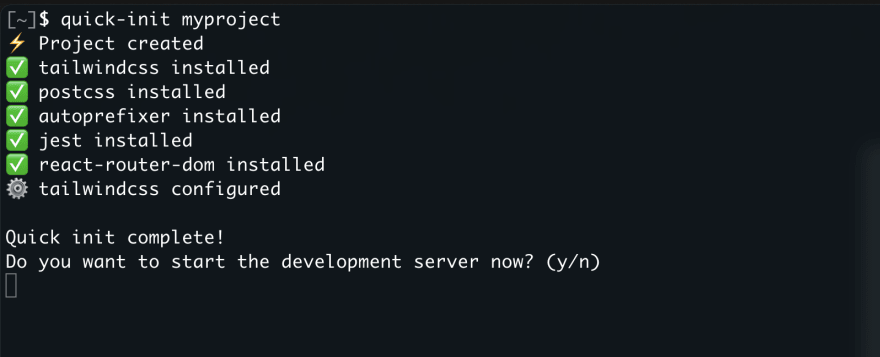 [~]$ quick-init myproject
⚡ Project created
✅ tailwindcss installed
✅ postcss installed
✅ autoprefixer installed
✅ jest installed
✅ react-router-dom installed
⚙️ tailwindcss configured

Quick init complete!
Do you want to start the development server now? (y/n)